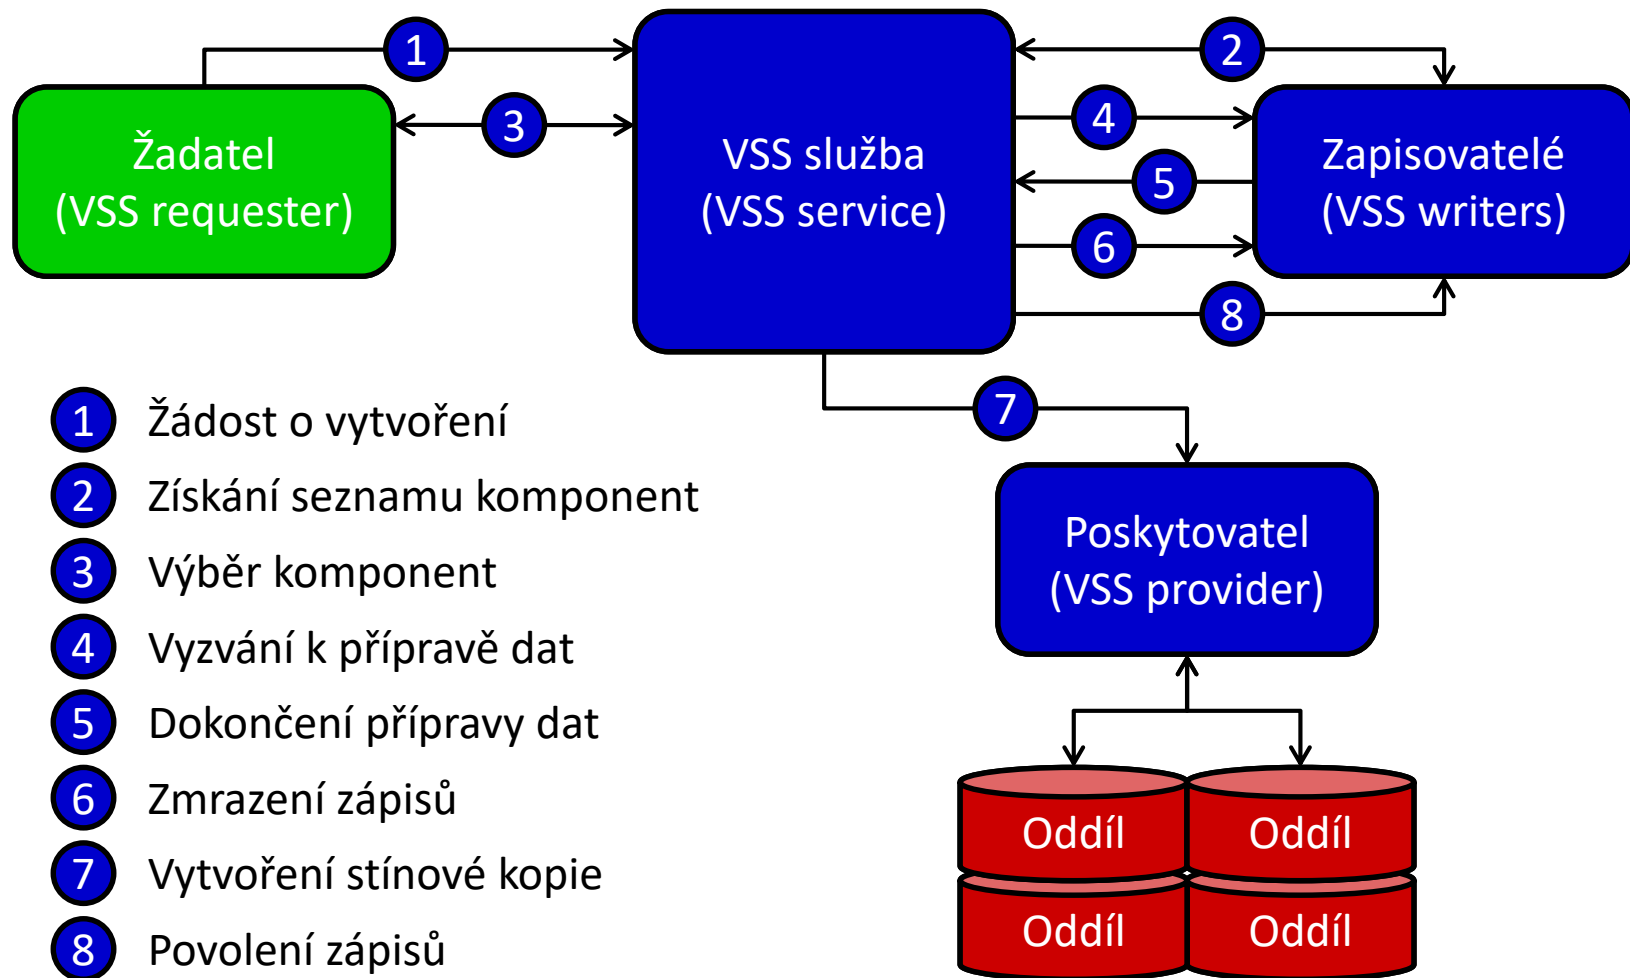 1
2
3
4
5
6
8
7
Žadatel
(VSS requester)
VSS služba
(VSS service)
Zapisovatelé
(VSS writers)
Poskytovatel
(VSS provider)
Oddíl
Oddíl
Oddíl
Oddíl
1 Žádost o vytvoření
2 Získání seznamu komponent
3 Výběr komponent
4 Vyzvání k přípravě dat
5 Dokončení přípravy dat
6 Zmrazení zápisů
7 Vytvoření stínové kopie
8 Povolení zápisů